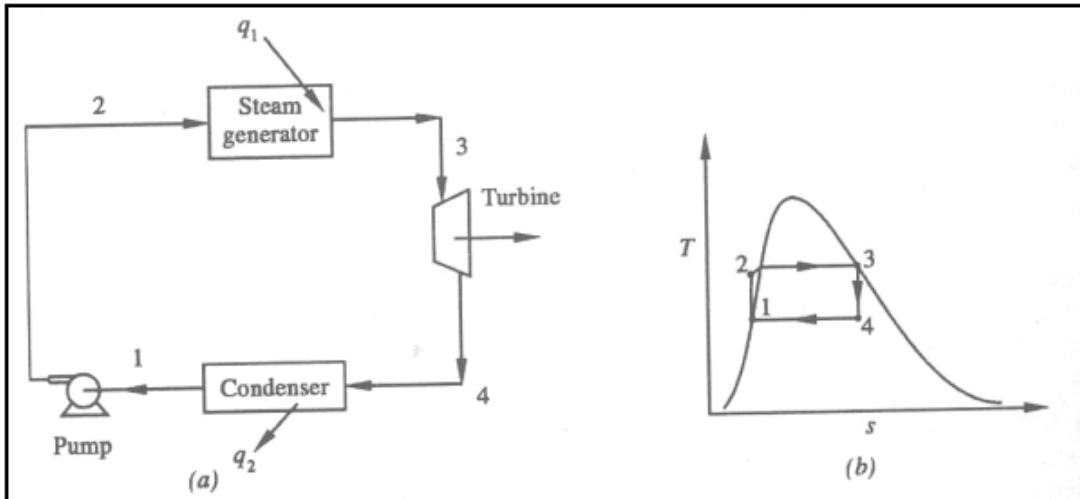 q1
2
Steam
generator
3
Turbine
1
Condenser
4
Pump
q2
(a)
T
2
3
1
4
s
(b)